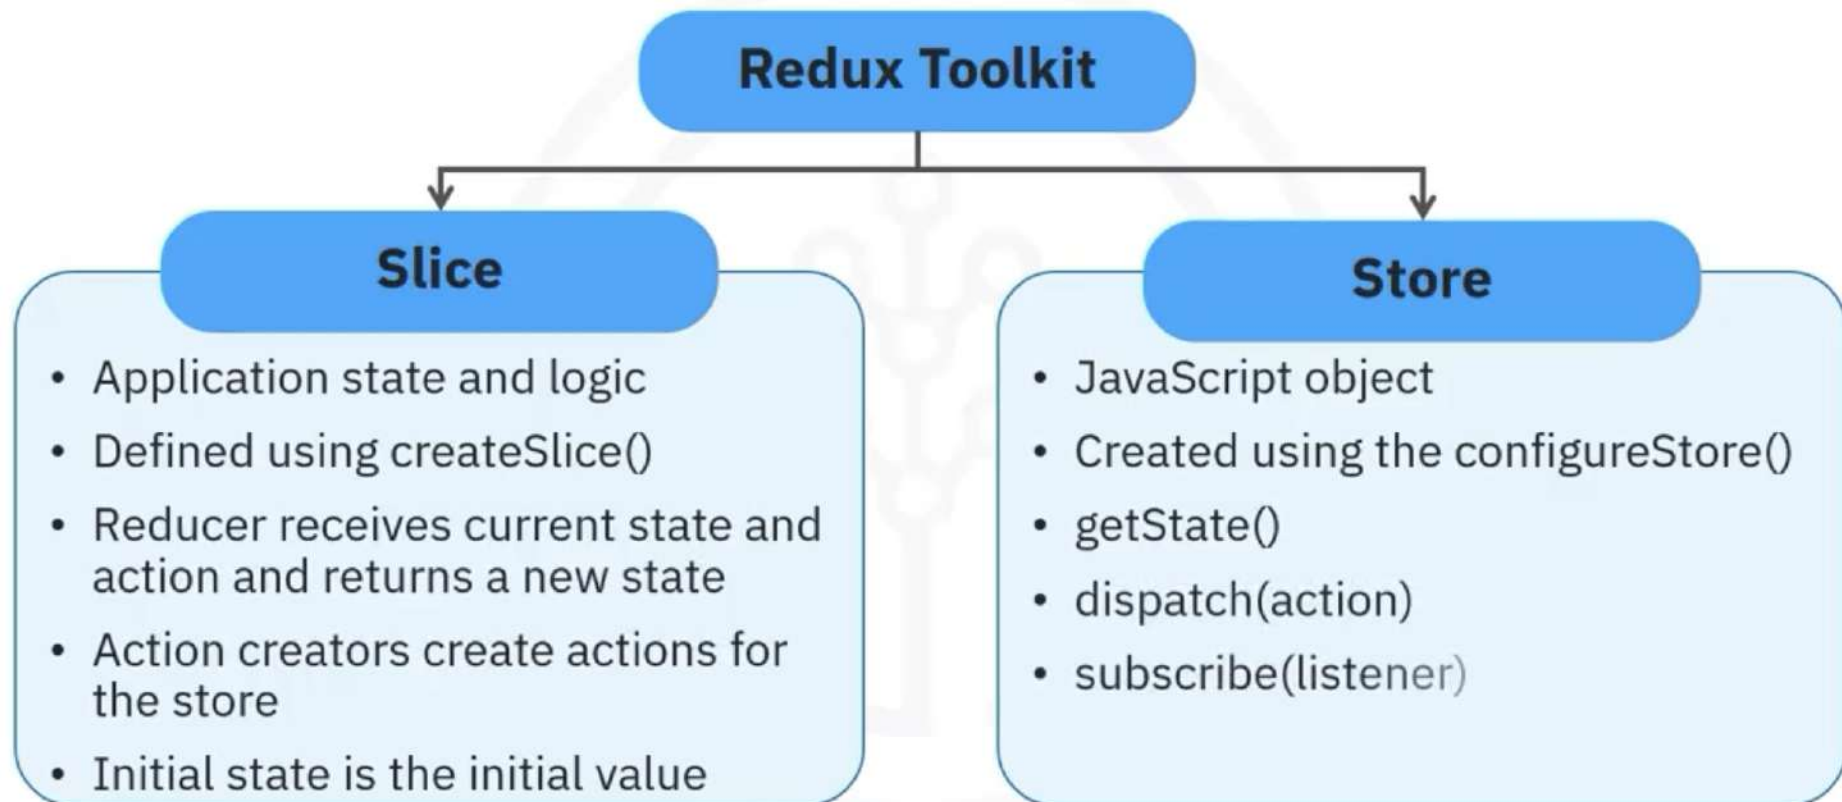 Redux Toolkit
Slice
• Application state and logic
• Defined using createSlice()
• Reducer receives current state and
action and returns a new state
• Action creators create actions for
the store
• Initial state is the initial value
Store
• JavaScript object
• Created using the configureStore()
• getState()
• dispatch(action)
• subscribe(listener)